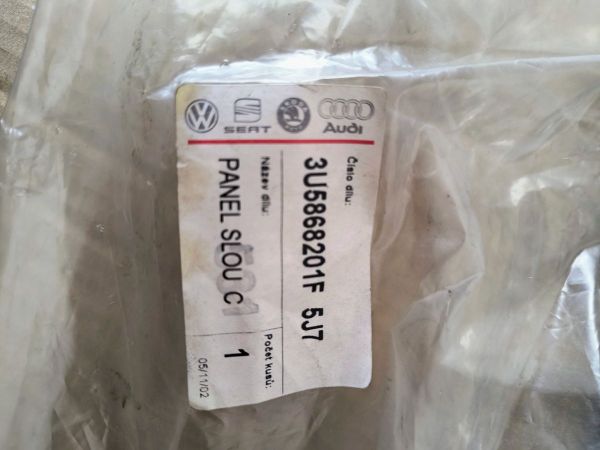 SEAT
Audi
Číslo dílu:
3U5868201F 5J7
Název dílu:
PANEL SLOU C
Počet kusů:
1
05/11/02